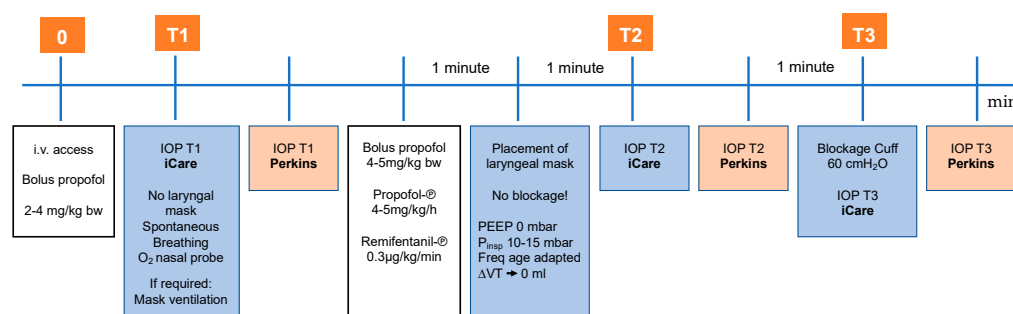 0
T1
T2
T3
1 minute
1 minute
1 minute
min
i.v. access
Bolus propofol
2-4 mg/kg bw
IOP T1
iCare
No laryngal
mask
Spontaneous
Breathing
O₂ nasal probe
If required:
Mask ventilation
IOP T1
Perkins
Bolus propofol
4-5mg/kg bw
Propofol-℗
4-5mg/kg/h
Remifentanil-℗
0.3µg/kg/min
Placement of
laryngeal mask
No blockage!
PEEP 0 mbar
Pinsp 10-15 mbar
Freq age adapted
ΔVT ➔ 0 ml
IOP T2
iCare
IOP T2
Perkins
Blockage Cuff
60 cmH₂O
IOP T3
iCare
IOP T3
Perkins